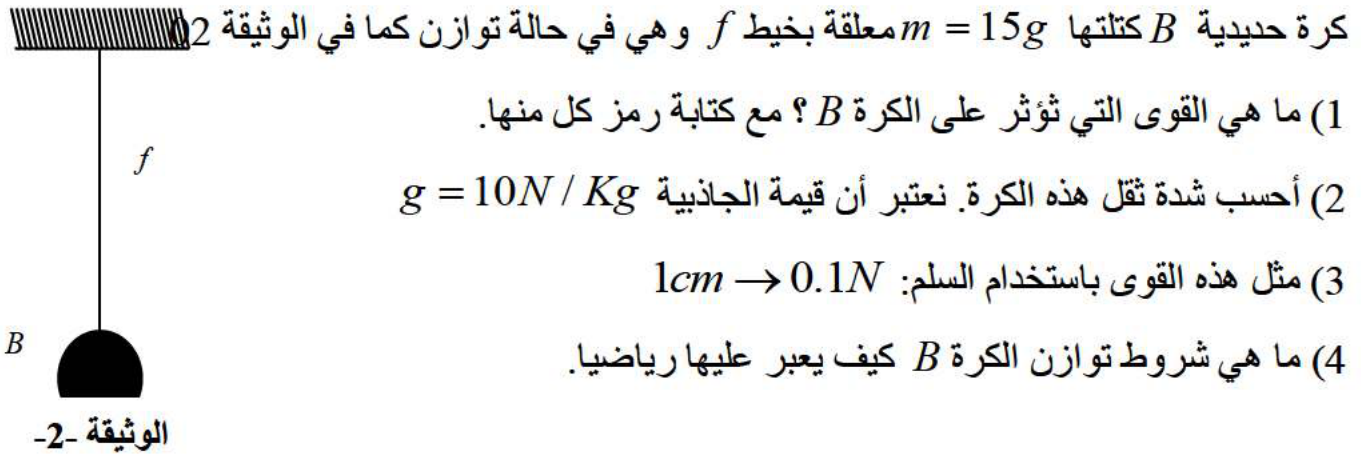 كرة حديدية B كتلتها m = 15g معلقة بخيط f وهي في حالة توازن كما في الوثيقة 02
1) ما هي القوى التي ثؤثر على الكرة B ؟ مع كتابة رمز كل منها.
f
2) أحسب شدة ثقل هذه الكرة. نعتبر أن قيمة الجاذبية g = 10N / Kg
3) مثل هذه القوى باستخدام السلم: 1cm → 0.1N
4) ما هي شروط توازن الكرة B كيف يعبر عليها رياضيا.
B
الوثيقة -2-